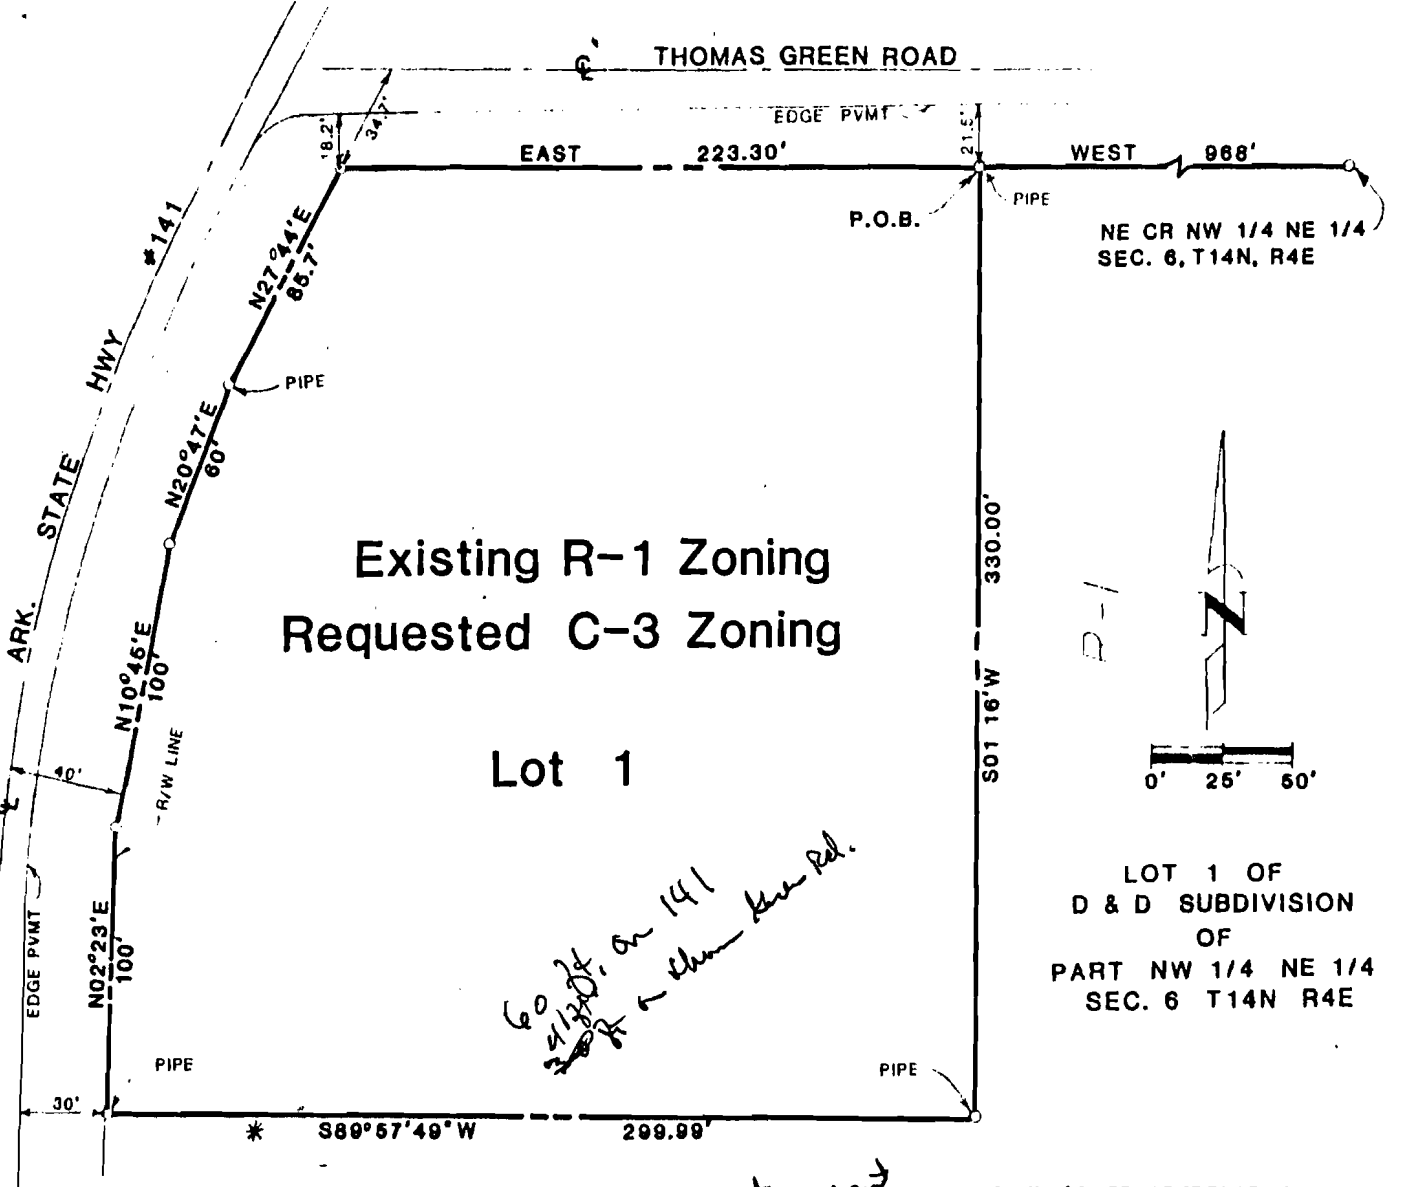 THOMAS GREEN ROAD
EDGE PVMT
18.2'
34.7'
21.5'
EAST 223.30'
WEST 968'
P.O.B.
PIPE
NE CR NW 1/4 NE 1/4
SEC. 6, T14N, R4E
ARK. STATE HWY #141
N27°44'E
85.7'
PIPE
N20°47'E
60'
Existing R-1 Zoning
Requested C-3 Zoning
Lot 1
330.00'
S01 16'W
N10°45'E
100'
R/W LINE
40'
N02°23'E
100'
EDGE PVMT
0' 25' 50'
LOT 1 OF
D & D SUBDIVISION
OF
PART NW 1/4 NE 1/4
SEC. 6 T14N R4E
60 ft. on 141
Rd.
PIPE
PIPE
30'
* S89°57'49"W 299.99'